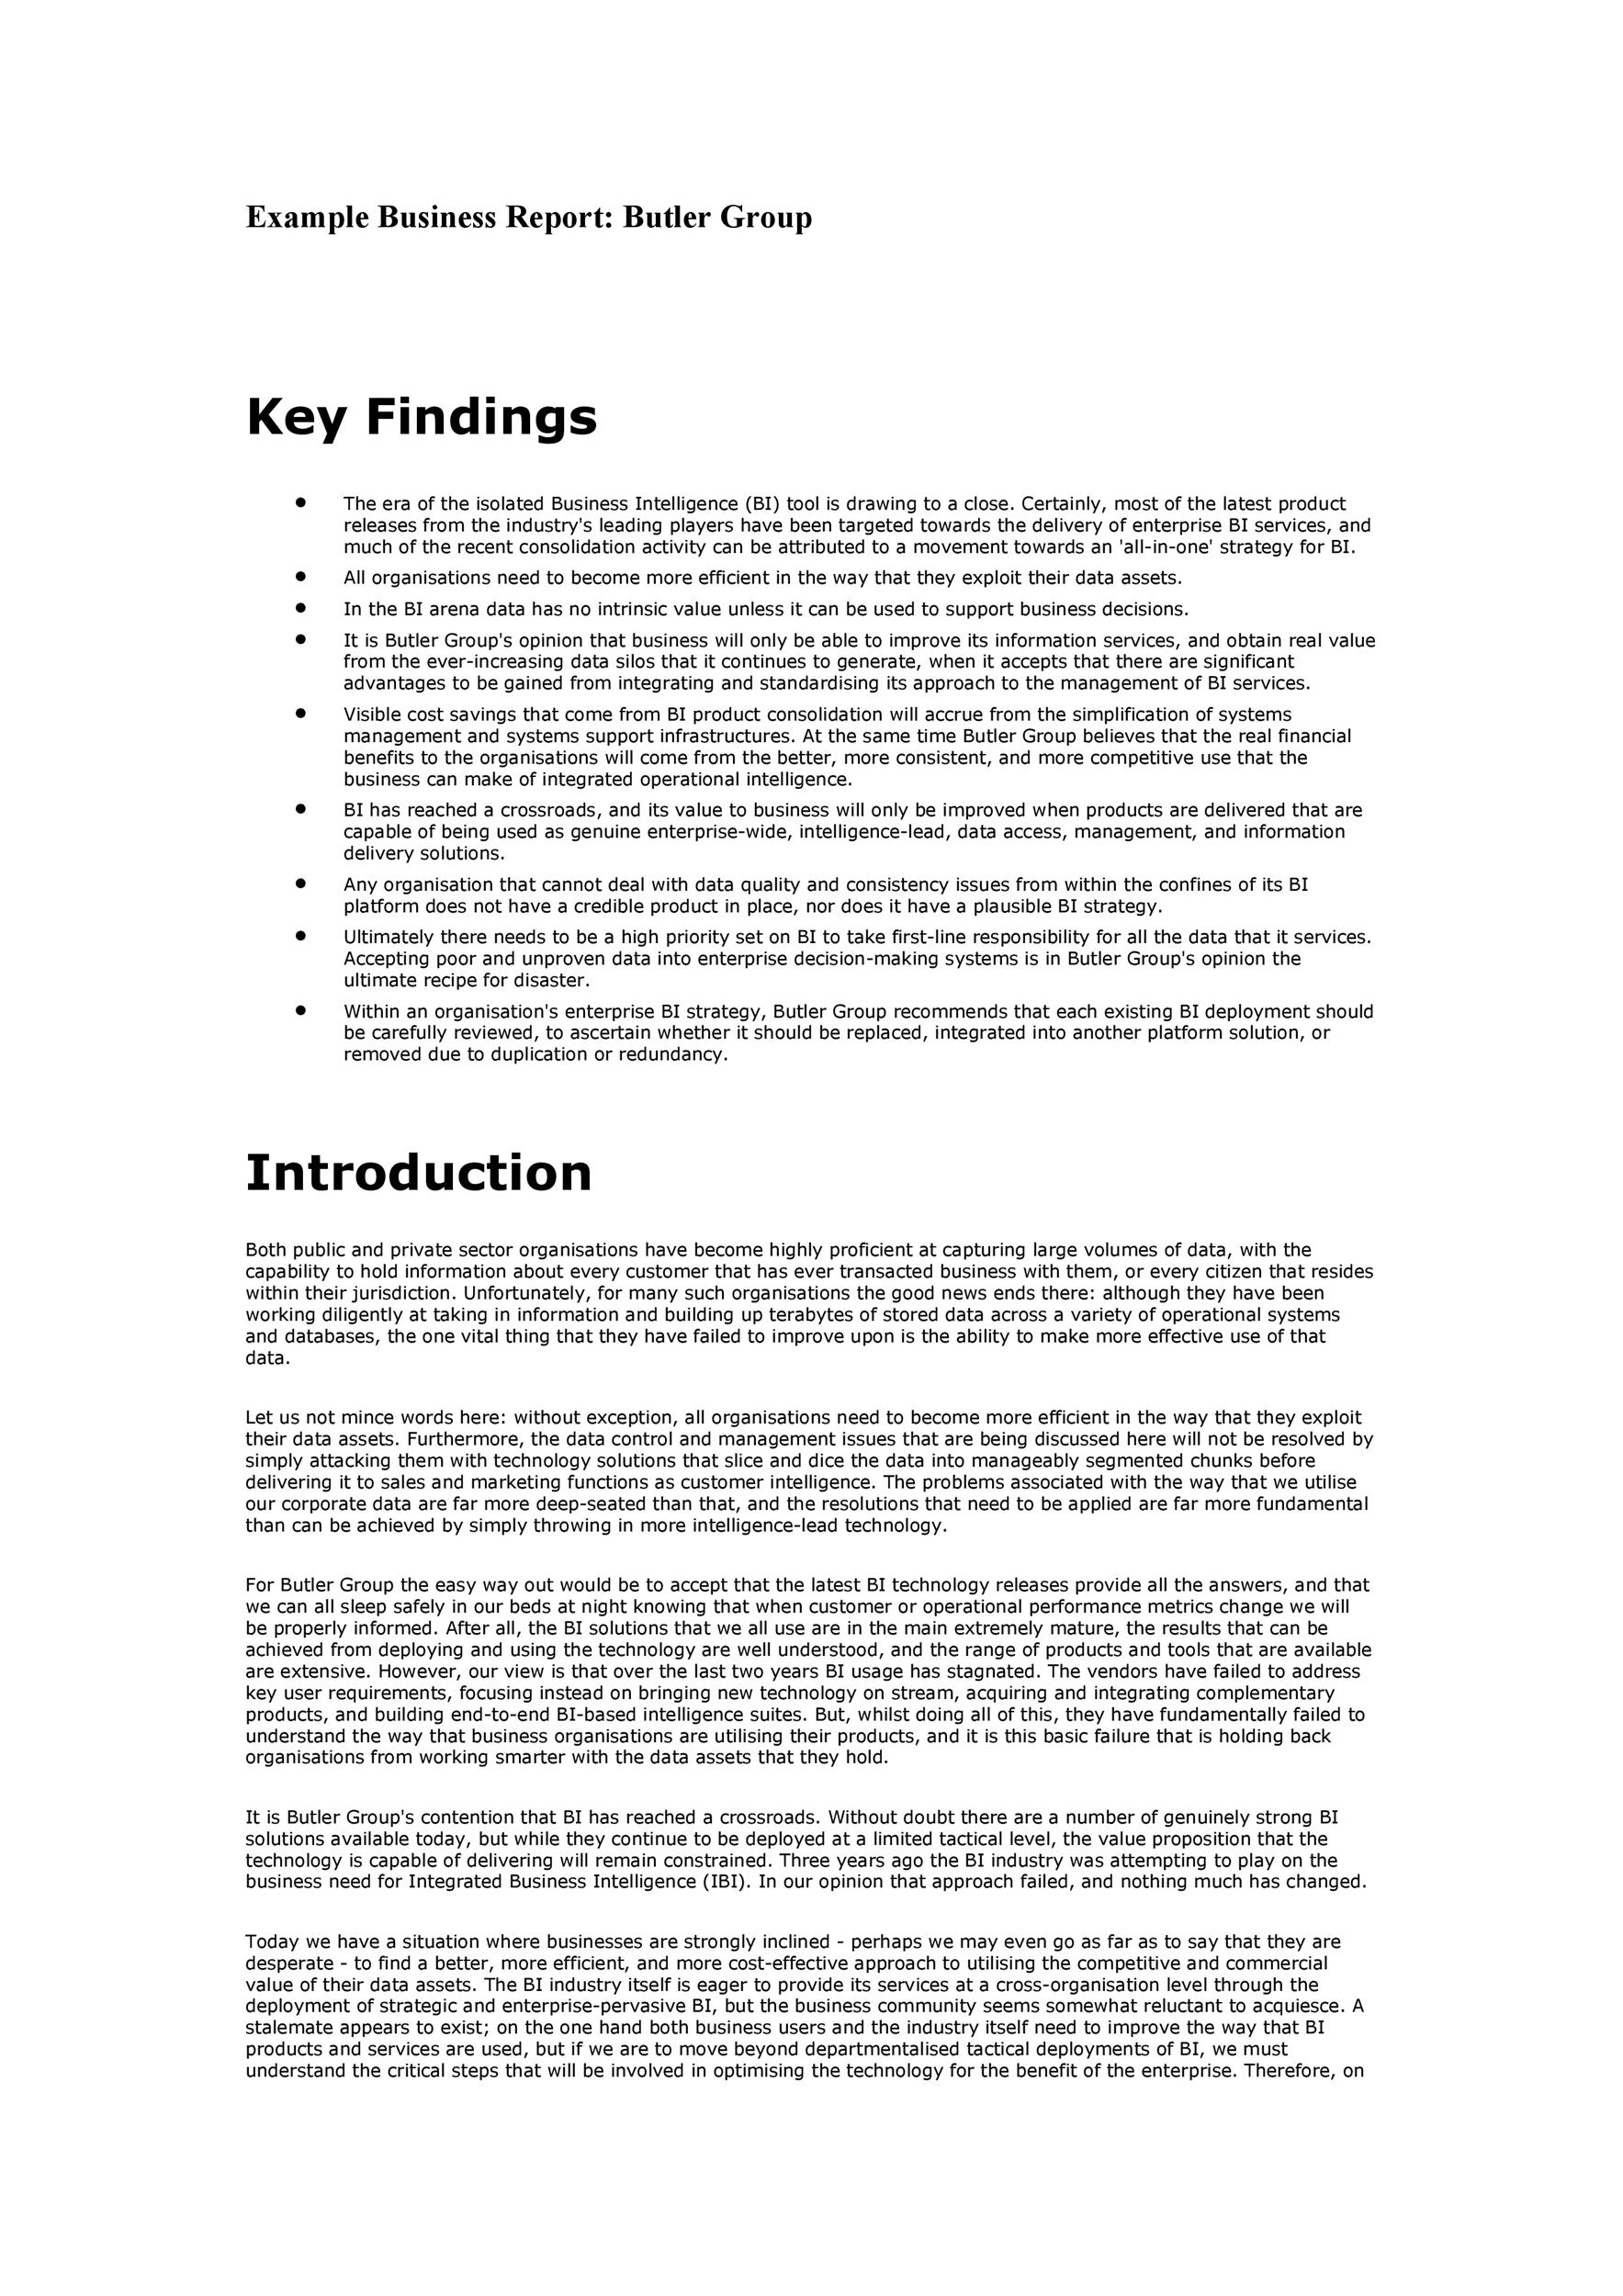 Example Business Report: Butler Group
Key Findings
• The era of the isolated Business Intelligence (BI) tool is drawing to a close. Certainly, most of the latest product
releases from the industry's leading players have been targeted towards the delivery of enterprise BI services, and
much of the recent consolidation activity can be attributed to a movement towards an 'all-in-one' strategy for BI.
• All organisations need to become more efficient in the way that they exploit their data assets.
• In the BI arena data has no intrinsic value unless it can be used to support business decisions.
• It is Butler Group's opinion that business will only be able to improve its information services, and obtain real value
from the ever-increasing data silos that it continues to generate, when it accepts that there are significant
advantages to be gained from integrating and standardising its approach to the management of BI services.
• Visible cost savings that come from BI product consolidation will accrue from the simplification of systems
management and systems support infrastructures. At the same time Butler Group believes that the real financial
benefits to the organisations will come from the better, more consistent, and more competitive use that the
business can make of integrated operational intelligence.
• BI has reached a crossroads, and its value to business will only be improved when products are delivered that are
capable of being used as genuine enterprise-wide, intelligence-lead, data access, management, and information
delivery solutions.
• Any organisation that cannot deal with data quality and consistency issues from within the confines of its BI
platform does not have a credible product in place, nor does it have a plausible BI strategy.
• Ultimately there needs to be a high priority set on BI to take first-line responsibility for all the data that it services.
Accepting poor and unproven data into enterprise decision-making systems is in Butler Group's opinion the
ultimate recipe for disaster.
• Within an organisation's enterprise BI strategy, Butler Group recommends that each existing BI deployment should
be carefully reviewed, to ascertain whether it should be replaced, integrated into another platform solution, or
removed due to duplication or redundancy.
Introduction
Both public and private sector organisations have become highly proficient at capturing large volumes of data, with the
capability to hold information about every customer that has ever transacted business with them, or every citizen that resides
within their jurisdiction. Unfortunately, for many such organisations the good news ends there: although they have been
working diligently at taking in information and building up terabytes of stored data across a variety of operational systems
and databases, the one vital thing that they have failed to improve upon is the ability to make more effective use of that
data.
Let us not mince words here: without exception, all organisations need to become more efficient in the way that they exploit
their data assets. Furthermore, the data control and management issues that are being discussed here will not be resolved by
simply attacking them with technology solutions that slice and dice the data into manageably segmented chunks before
delivering it to sales and marketing functions as customer intelligence. The problems associated with the way that we utilise
our corporate data are far more deep-seated than that, and the resolutions that need to be applied are far more fundamental
than can be achieved by simply throwing in more intelligence-lead technology.
For Butler Group the easy way out would be to accept that the latest BI technology releases provide all the answers, and that
we can all sleep safely in our beds at night knowing that when customer or operational performance metrics change we will
be properly informed. After all, the BI solutions that we all use are in the main extremely mature, the results that can be
achieved from deploying and using the technology are well understood, and the range of products and tools that are available
are extensive. However, our view is that over the last two years BI usage has stagnated. The vendors have failed to address
key user requirements, focusing instead on bringing new technology on stream, acquiring and integrating complementary
products, and building end-to-end BI-based intelligence suites. But, whilst doing all of this, they have fundamentally failed to
understand the way that business organisations are utilising their products, and it is this basic failure that is holding back
organisations from working smarter with the data assets that they hold.
It is Butler Group's contention that BI has reached a crossroads. Without doubt there are a number of genuinely strong BI
solutions available today, but while they continue to be deployed at a limited tactical level, the value proposition that the
technology is capable of delivering will remain constrained. Three years ago the BI industry was attempting to play on the
business need for Integrated Business Intelligence (IBI). In our opinion that approach failed, and nothing much has changed.
Today we have a situation where businesses are strongly inclined - perhaps we may even go as far as to say that they are
desperate - to find a better, more efficient, and more cost-effective approach to utilising the competitive and commercial
value of their data assets. The BI industry itself is eager to provide its services at a cross-organisation level through the
deployment of strategic and enterprise-pervasive BI, but the business community seems somewhat reluctant to acquiesce. A
stalemate appears to exist; on the one hand both business users and the industry itself need to improve the way that BI
products and services are used, but if we are to move beyond departmentalised tactical deployments of BI, we must
understand the critical steps that will be involved in optimising the technology for the benefit of the enterprise. Therefore, on